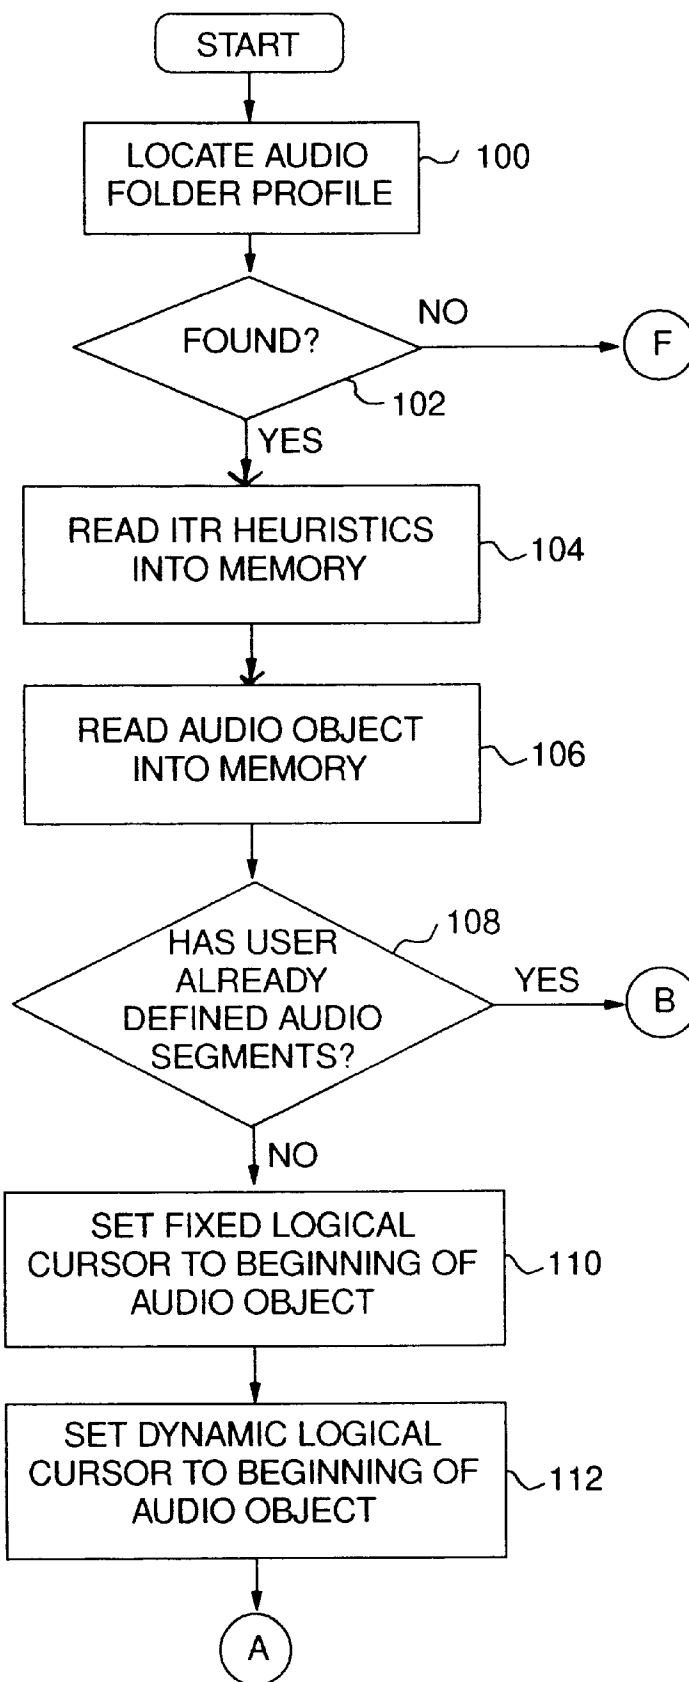 START
LOCATE AUDIO
FOLDER PROFILE
100
FOUND?
NO
F
102
YES
READ ITR HEURISTICS
INTO MEMORY
104
READ AUDIO OBJECT
INTO MEMORY
106
108
HAS USER
ALREADY
DEFINED AUDIO
SEGMENTS?
YES
B
NO
SET FIXED LOGICAL
CURSOR TO BEGINNING OF
AUDIO OBJECT
110
SET DYNAMIC LOGICAL
CURSOR TO BEGINNING OF
AUDIO OBJECT
112
A